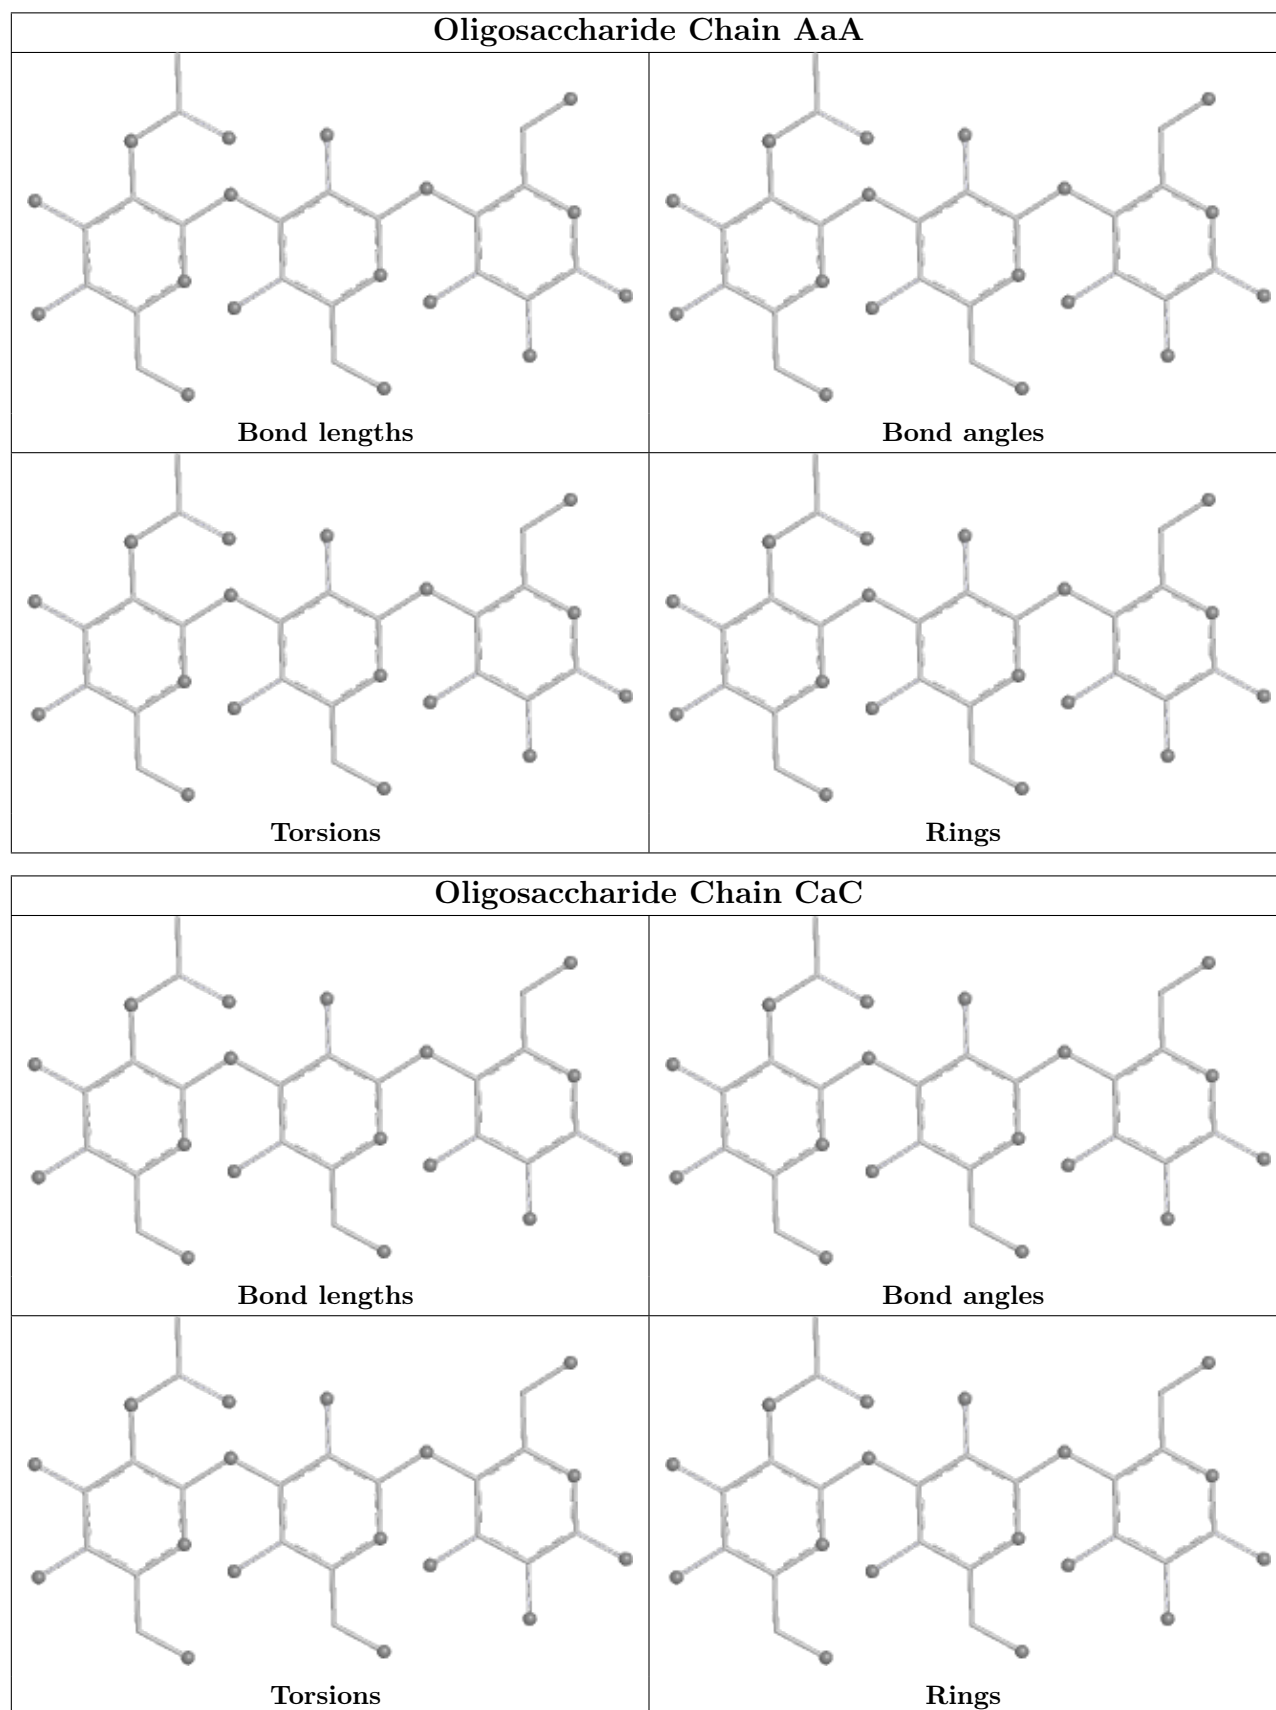 Oligosaccharide Chain AaA
Bond lengths
Bond angles
Torsions
Rings
Oligosaccharide Chain CaC
Bond lengths
Bond angles
Torsions
Rings